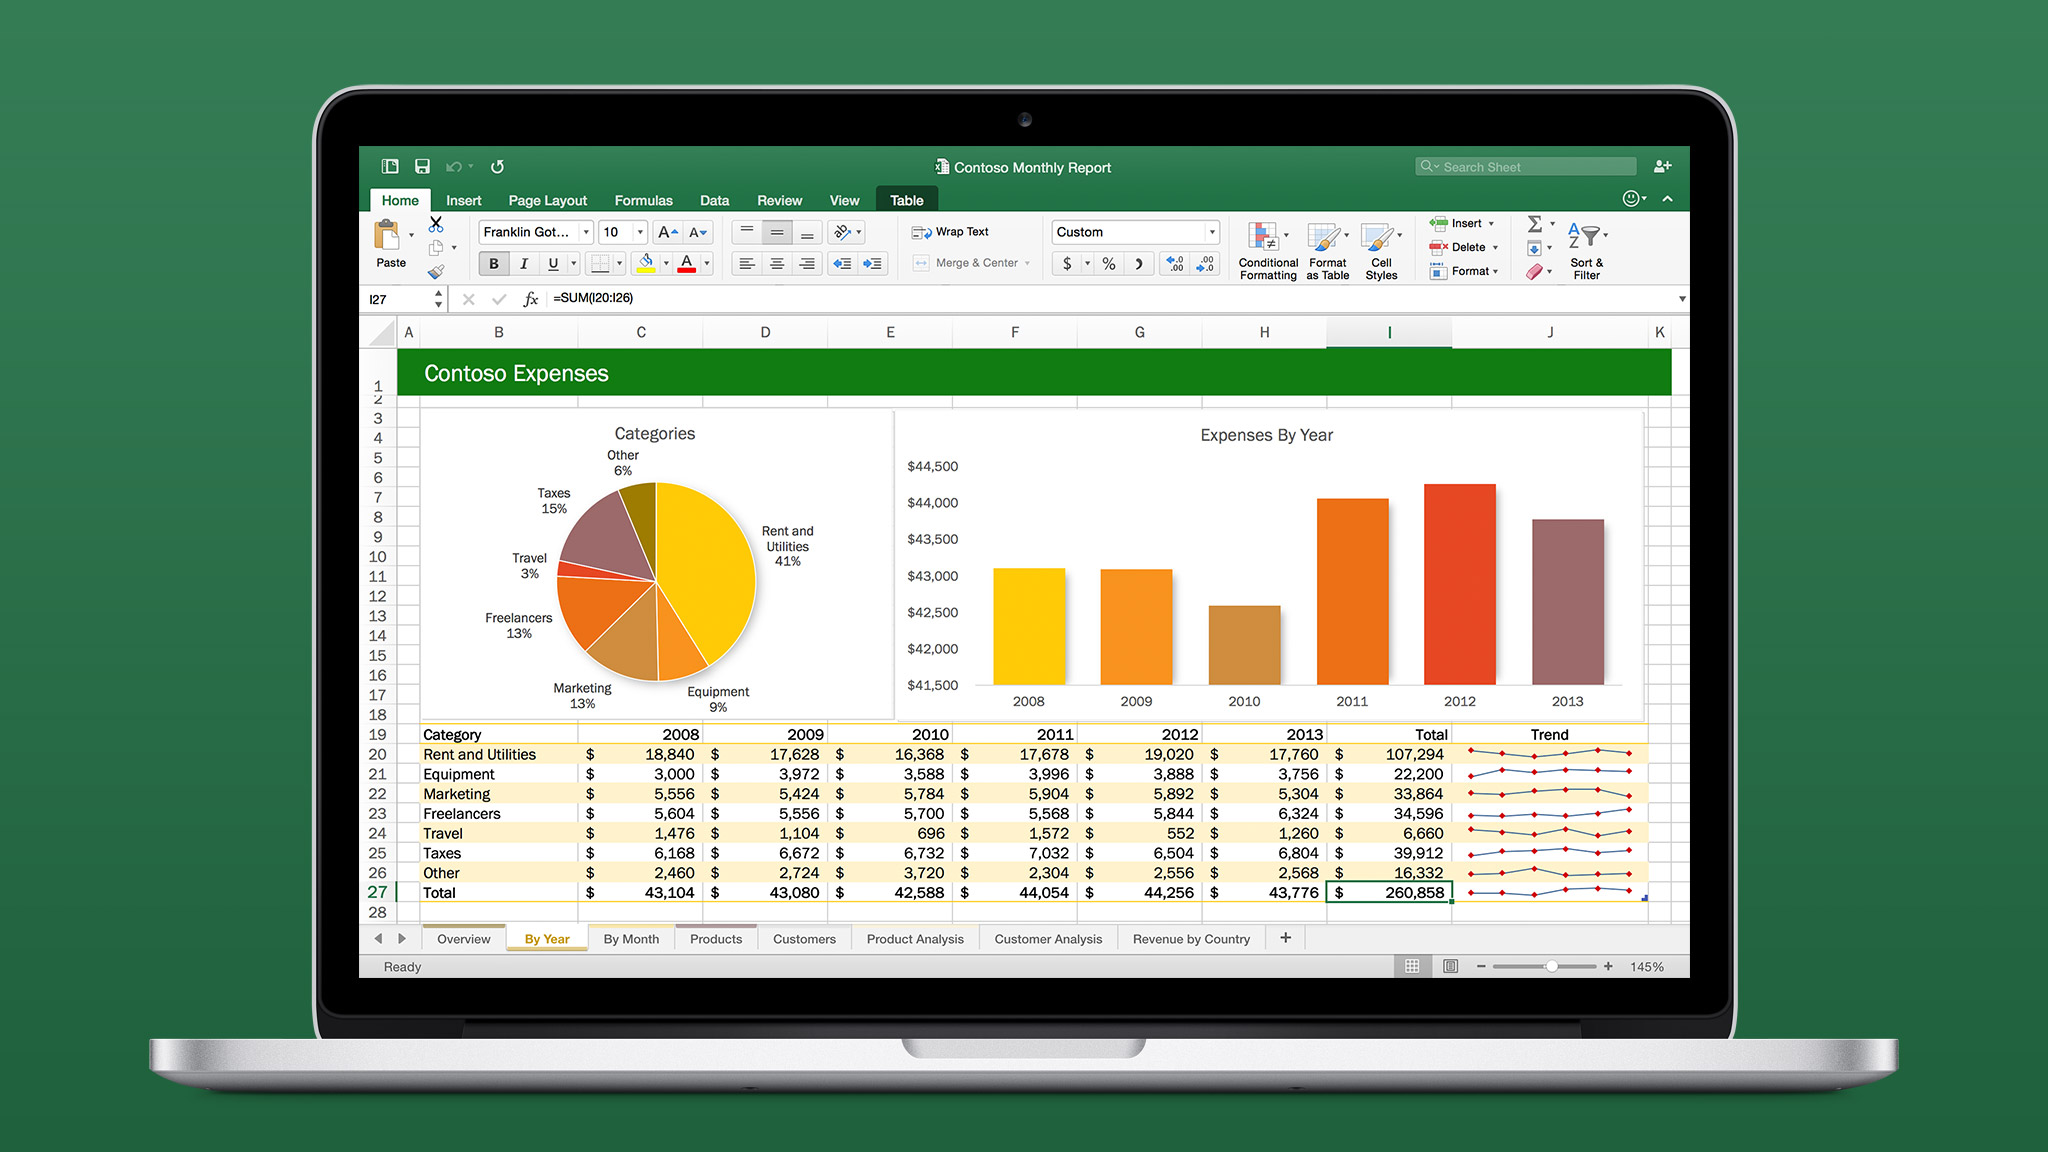 Contoso Monthly Report
Search Sheet
Home Insert Page Layout Formulas Data Review View Table
Paste
Franklin Got... 10
B I U
Wrap Text
Merge & Center
Custom
$ % )
Conditional Formatting
Format as Table
Cell Styles
Insert
Delete
Format
Sort & Filter
I27 fx =SUM(I20:I26)
A B C D E F G H I J K
1 Contoso Expenses
2
3
4
5
6
7
8
9
10
11
12
13
14
15
16
17
18
Categories
Other
6%
Taxes
15%
Rent and
Utilities
41%
Travel
3%
Freelancers
13%
Marketing
13%
Equipment
9%
Expenses By Year
$44,500
$44,000
$43,500
$43,000
$42,500
$42,000
$41,500
2008 2009 2010 2011 2012 2013
19 Category 2008 2009 2010 2011 2012 2013 Total Trend
20 Rent and Utilities $ 18,840 $ 17,628 $ 16,368 $ 17,678 $ 19,020 $ 17,760 $ 107,294
21 Equipment $ 3,000 $ 3,972 $ 3,588 $ 3,996 $ 3,888 $ 3,756 $ 22,200
22 Marketing $ 5,556 $ 5,424 $ 5,784 $ 5,904 $ 5,892 $ 5,304 $ 33,864
23 Freelancers $ 5,604 $ 5,556 $ 5,700 $ 5,568 $ 5,844 $ 6,324 $ 34,596
24 Travel $ 1,476 $ 1,104 $ 696 $ 1,572 $ 552 $ 1,260 $ 6,660
25 Taxes $ 6,168 $ 6,672 $ 6,732 $ 7,032 $ 6,504 $ 6,804 $ 39,912
26 Other $ 2,460 $ 2,724 $ 3,720 $ 2,304 $ 2,556 $ 2,568 $ 16,332
27 Total $ 43,104 $ 43,080 $ 42,588 $ 44,054 $ 44,256 $ 43,776 $ 260,858
28
Overview By Year By Month Products Customers Product Analysis Customer Analysis Revenue by Country +
Ready 145%